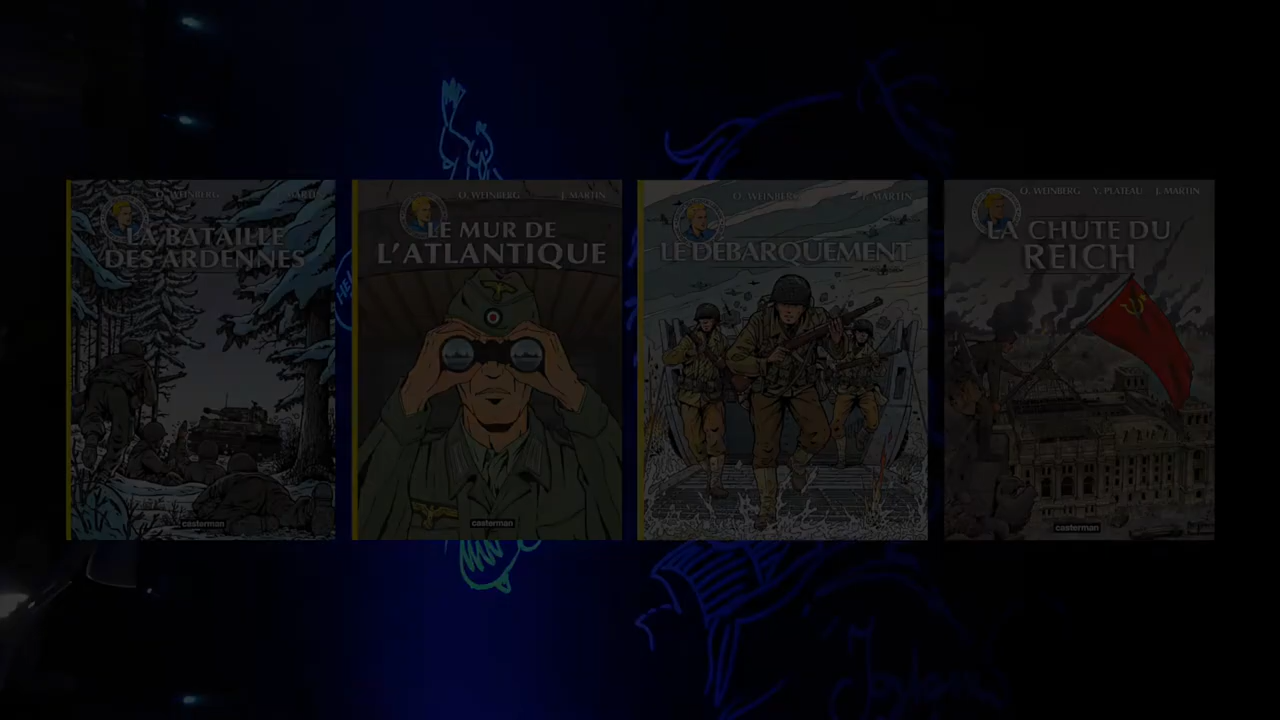 O. WEINBERG
LA BATAILLE
DES ARDENNES
casterman
O. WEINBERG J. MARTIN
LE MUR DE
L'ATLANTIQUE
casterman
O. WEINBERG J. MARTIN
LE DÉBARQUEMENT
O. WEINBERG Y. PLATEAU J. MARTIN
LA CHUTE DU
REICH
casterman